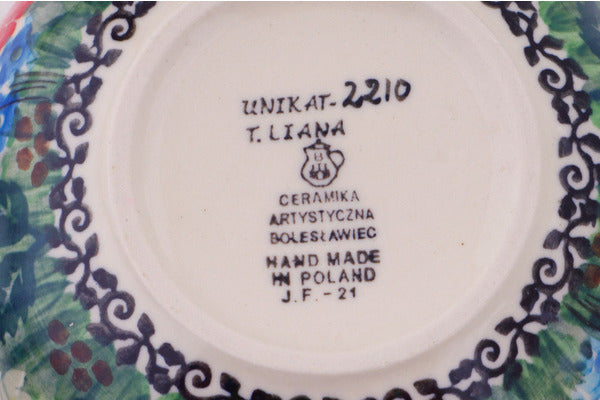 UNIKAT-2210
T. LIANA
CERAMIKA
ARTYSTYCZNA
BOLESŁAWIEC
HAND MADE
IN POLAND
J.F.-21